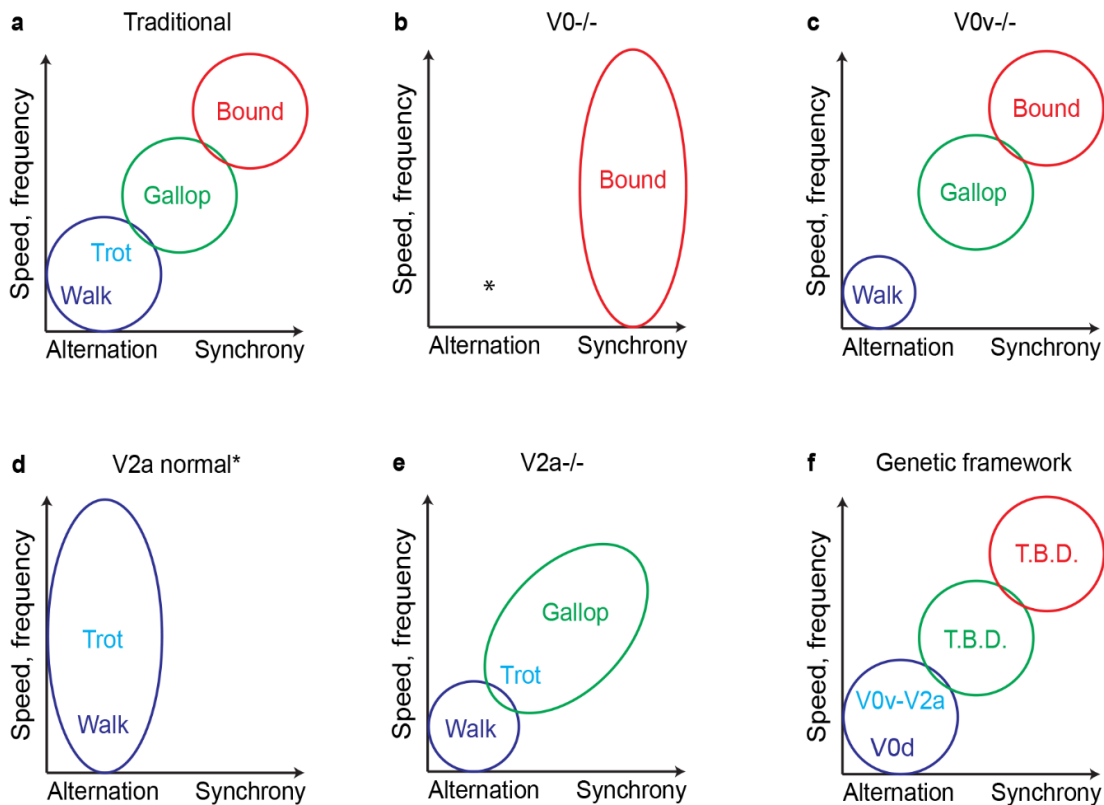 a Traditional
Speed, frequency
Bound
Gallop
Trot
Walk
Alternation Synchrony
b V0-/-
Speed, frequency
Bound
*
Alternation Synchrony
c V0v-/-
Speed, frequency
Bound
Gallop
Walk
Alternation Synchrony
d V2a normal*
Speed, frequency
Trot
Walk
Alternation Synchrony
e V2a-/-
Speed, frequency
Gallop
Trot
Walk
Alternation Synchrony
f Genetic framework
Speed, frequency
T.B.D.
T.B.D.
V0v-V2a
V0d
Alternation Synchrony